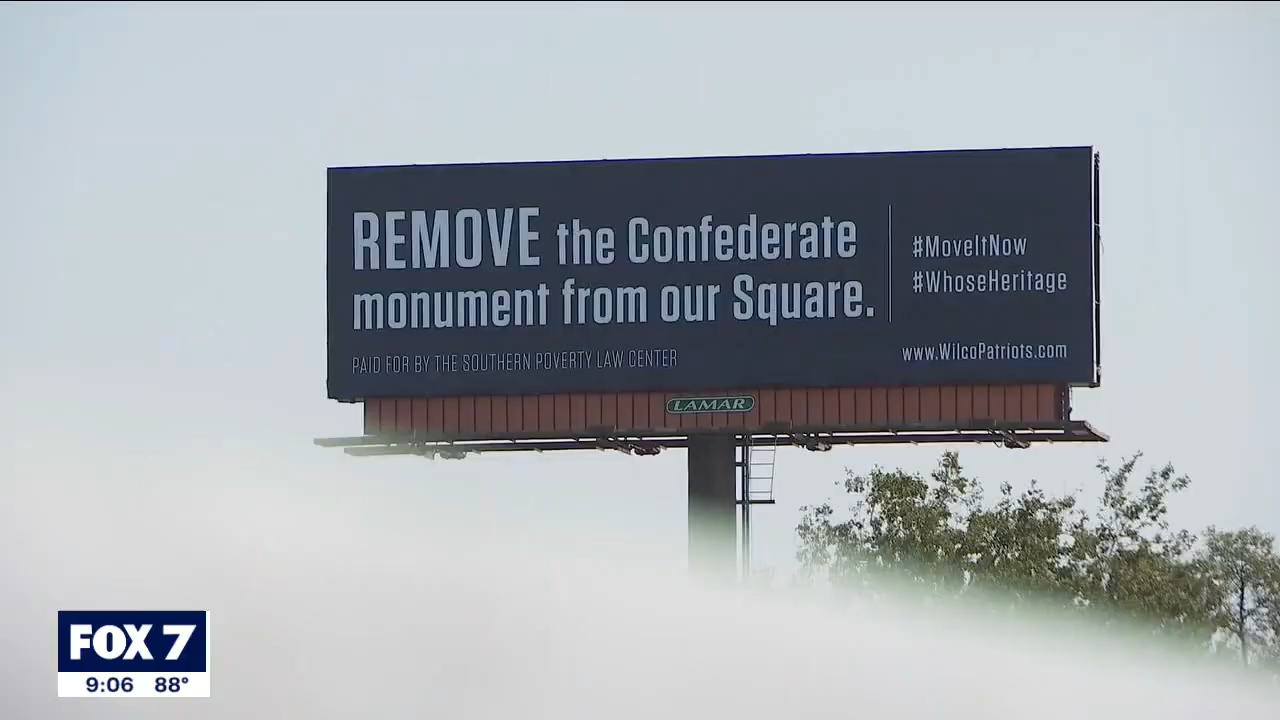 REMOVE the Confederate
monument from our Square.
PAID FOR BY THE SOUTHERN POVERTY LAW CENTER
#MoveItNow
#WhoseHeritage
www.WilcoPatriots.com
LAMAR
FOX 7
9:06 88°